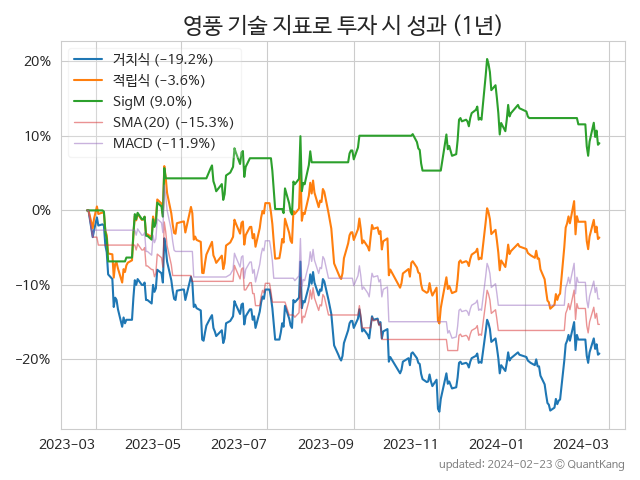 영풍 기술 지표로 투자 시 성과 (1년)
거치식 (−19.2%)
적립식 (−3.6%)
SigM (9.0%)
SMA(20) (−15.3%)
MACD (−11.9%)
20%
10%
0%
−10%
−20%
2023-03 2023-05 2023-07 2023-09 2023-11 2024-01 2024-03
updated: 2024-02-23 © QuantKang